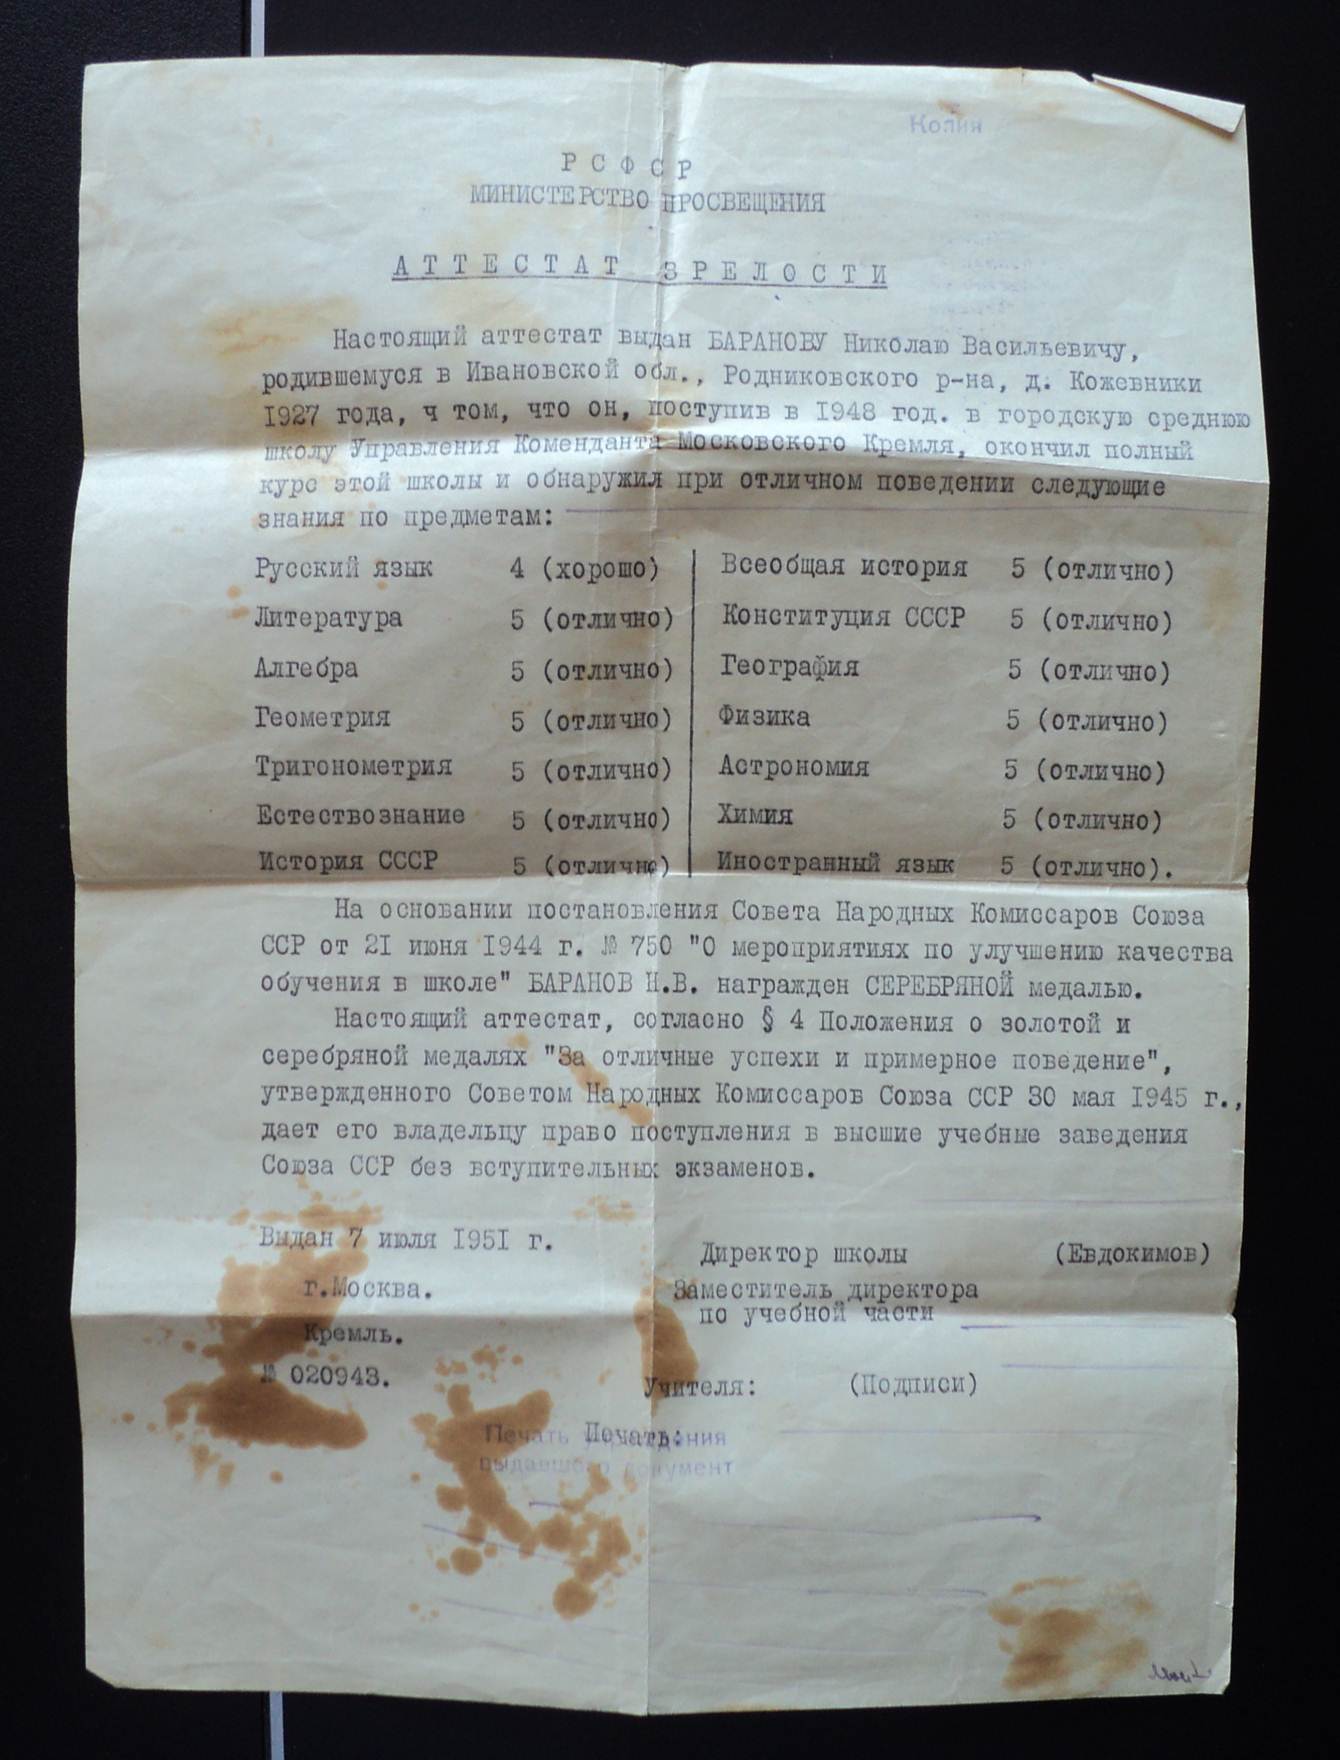 Копия
РСФСР
МИНИСТЕРСТВО ПРОСВЕЩЕНИЯ
АТТЕСТАТ ЗРЕЛОСТИ
Настоящий аттестат выдан БАРАНОВУ Николаю Васильевичу,
родившемуся в Ивановской обл., Родниковского р-на, д. Кожевники
1927 года, ч том, что он, поступив в 1948 год. в городскую среднюю
школу Управления Коменданта Московского Кремля, окончил полный
курс этой школы и обнаружил при отличном поведении следующие
знания по предметам:
Русский язык 4 (хорошо) Всеобщая история 5 (отлично)
Литература 5 (отлично) Конституция СССР 5 (отлично)
Алгебра 5 (отлично) География 5 (отлично)
Геометрия 5 (отлично) Физика 5 (отлично)
Тригонометрия 5 (отлично) Астрономия 5 (отлично)
Естествознание 5 (отлично) Химия 5 (отлично)
История СССР 5 (отлично) Иностранный язык 5 (отлично).
На основании постановления Совета Народных Комиссаров Союза
ССР от 21 июня 1944 г. № 750 "О мероприятиях по улучшению качества
обучения в школе" БАРАНОВ Н.В. награжден СЕРЕБРЯНОЙ медалью.
Настоящий аттестат, согласно § 4 Положения о золотой и
серебряной медалях "За отличные успехи и примерное поведение",
утвержденного Советом Народных Комиссаров Союза ССР 30 мая 1945 г.,
дает его владельцу право поступления в высшие учебные заведения
Союза ССР без вступительных экзаменов.
Выдан 7 июля 1951 г.
Директор школы (Евдокимов)
г.Москва.
Заместитель директора
по учебной части
Кремль.
№ 020943.
Учителя: (Подписи)
Печать:
Печать учреждения
выдавшего документ